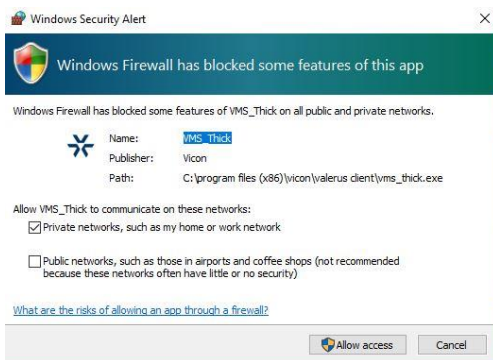 Windows Security Alert
Windows Firewall has blocked some features of this app
Windows Firewall has blocked some features of VMS_Thick on all public and private networks.
Name: VMS_Thick
Publisher: Vicon
Path: C:\program files (x86)\vicon\valerus client\vms_thick.exe
Allow VMS_Thick to communicate on these networks:
Private networks, such as my home or work network
Public networks, such as those in airports and coffee shops (not recommended
because these networks often have little or no security)
What are the risks of allowing an app through a firewall?
Allow access Cancel